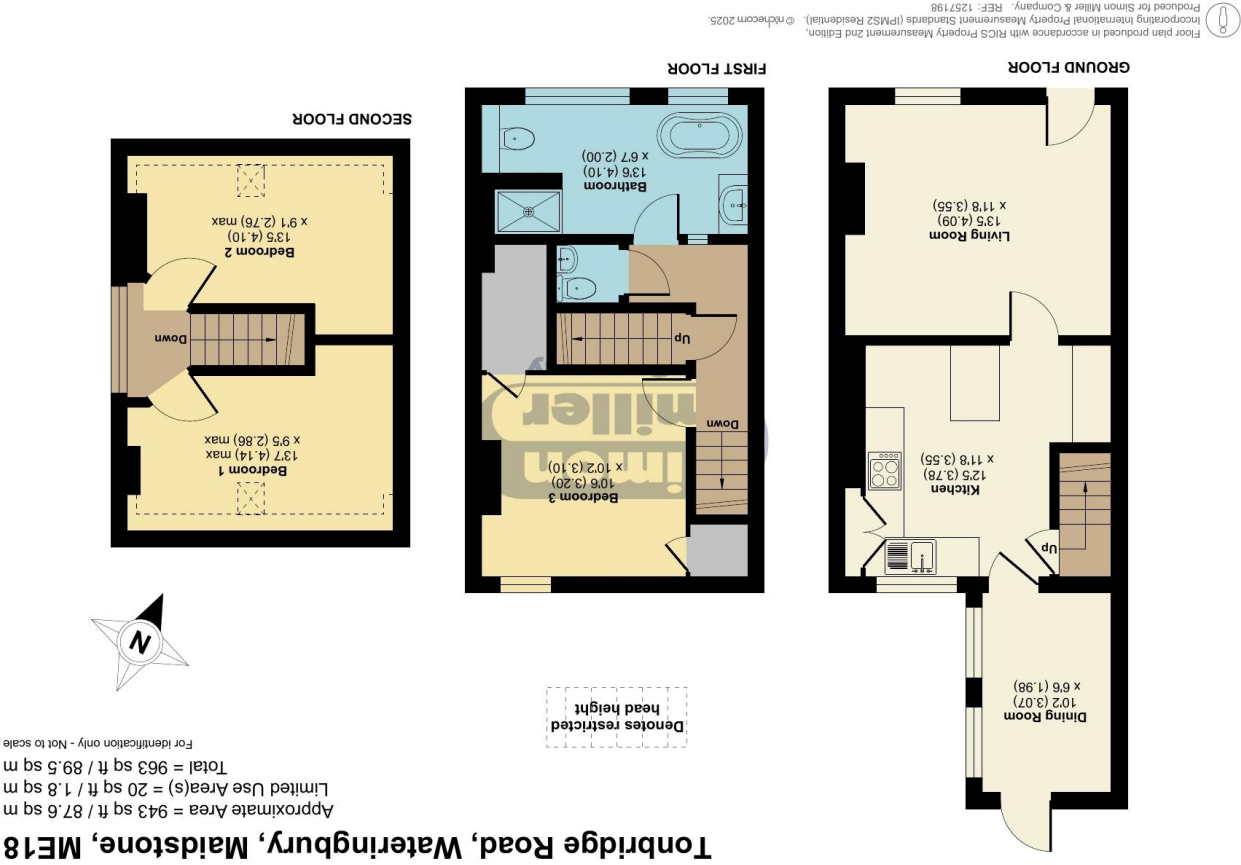 Tonbridge Road, Wateringbury, Maidstone, ME18
Approximate Area = 943 sq ft / 87.6 sq m
Limited Use Area(s) = 20 sq ft / 1.8 sq m
Total = 963 sq ft / 89.5 sq m
For identification only - Not to scale
Denotes restricted
head height
N
Dining Room
10'2 (3.07)
x 6'6 (1.98)
Up
Kitchen
12'5 (3.78)
x 11'8 (3.55)
Living Room
13'5 (4.09)
x 11'8 (3.55)
GROUND FLOOR
Bedroom 3
10'6 (3.20)
x 10'2 (3.10)
Down
Up
imon
miller
Bathroom
13'6 (4.10)
x 6'7 (2.00)
FIRST FLOOR
Bedroom 1
13'7 (4.14) max
x 9'5 (2.86) max
Down
Bedroom 2
13'5 (4.10)
x 9'1 (2.76) max
SECOND FLOOR
Floor plan produced in accordance with RICS Property Measurement 2nd Edition,
Incorporating International Property Measurement Standards (IPMS2 Residential). © nichecom 2025.
Produced for Simon Miller & Company. REF: 1257198